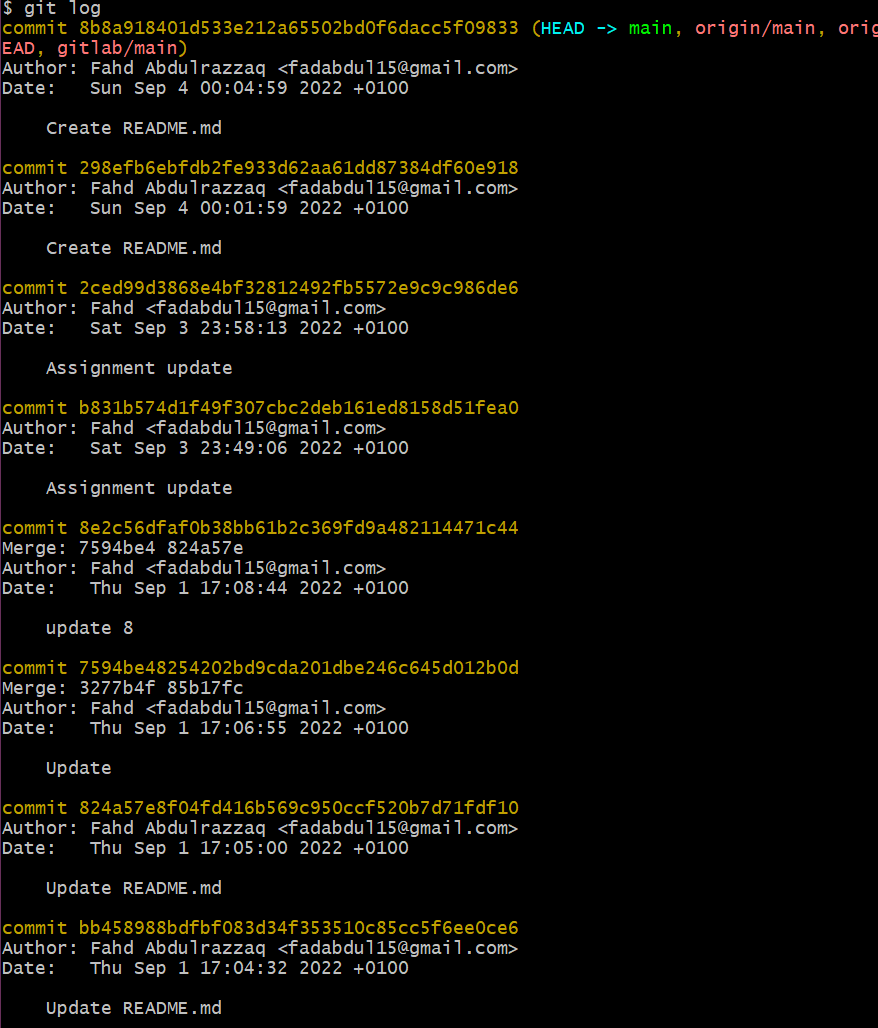 $ git log
commit 8b8a918401d533e212a65502bd0f6dacc5f09833 (HEAD -> main, origin/main, orig
EAD, gitlab/main)
Author: Fahd Abdulrazzaq <fadabdul15@gmail.com>
Date:   Sun Sep 4 00:04:59 2022 +0100
    Create README.md
commit 298efb6ebfdb2fe933d62aa61dd87384df60e918
Author: Fahd Abdulrazzaq <fadabdul15@gmail.com>
Date:   Sun Sep 4 00:01:59 2022 +0100
    Create README.md
commit 2ced99d3868e4bf32812492fb5572e9c9c986de6
Author: Fahd <fadabdul15@gmail.com>
Date:   Sat Sep 3 23:58:13 2022 +0100
    Assignment update
commit b831b574d1f49f307cbc2deb161ed8158d51fea0
Author: Fahd <fadabdul15@gmail.com>
Date:   Sat Sep 3 23:49:06 2022 +0100
    Assignment update
commit 8e2c56dfaf0b38bb61b2c369fd9a482114471c44
Merge: 7594be4 824a57e
Author: Fahd <fadabdul15@gmail.com>
Date:   Thu Sep 1 17:08:44 2022 +0100
    update 8
commit 7594be48254202bd9cda201dbe246c645d012b0d
Merge: 3277b4f 85b17fc
Author: Fahd <fadabdul15@gmail.com>
Date:   Thu Sep 1 17:06:55 2022 +0100
    Update
commit 824a57e8f04fd416b569c950ccf520b7d71fdf10
Author: Fahd Abdulrazzaq <fadabdul15@gmail.com>
Date:   Thu Sep 1 17:05:00 2022 +0100
    Update README.md
commit bb458988bdfbf083d34f353510c85cc5f6ee0ce6
Author: Fahd Abdulrazzaq <fadabdul15@gmail.com>
Date:   Thu Sep 1 17:04:32 2022 +0100
    Update README.md